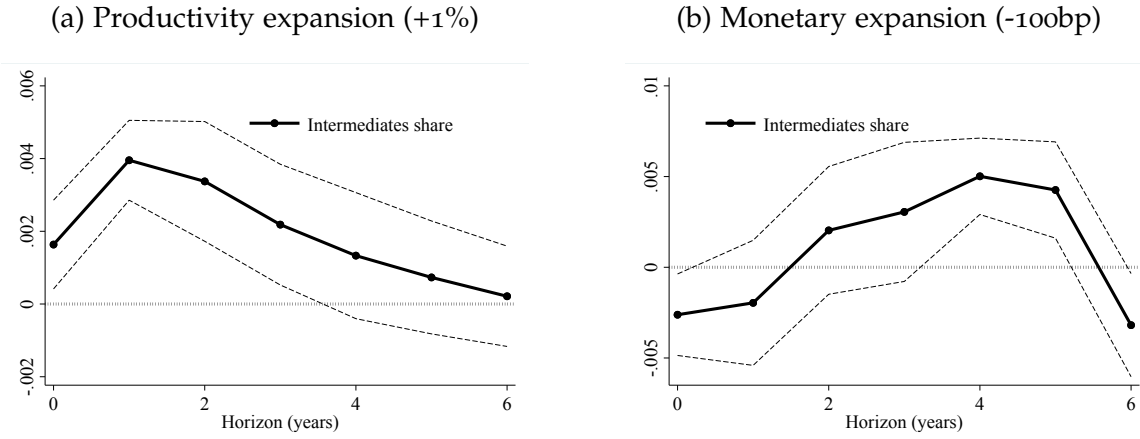 (a) Productivity expansion (+1%)
.006
.004
.002
0
-.002
Intermediates share
0 2 4 6
Horizon (years)
(b) Monetary expansion (-100bp)
.01
.005
0
-.005
Intermediates share
0 2 4 6
Horizon (years)